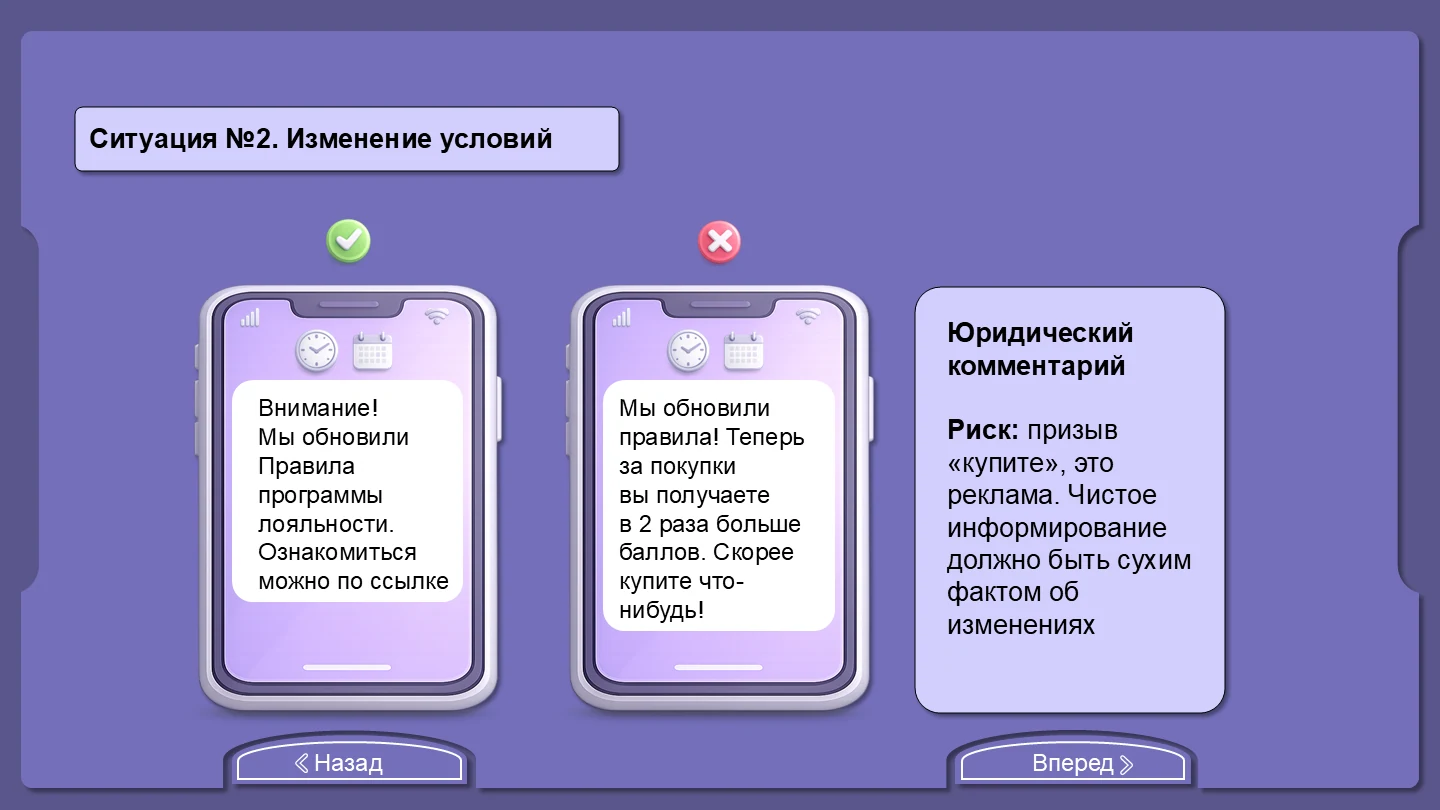 Ситуация №2. Изменение условий
Внимание!
Мы обновили
Правила
программы
лояльности.
Ознакомиться
можно по ссылке
Мы обновили
правила! Теперь
за покупки
вы получаете
в 2 раза больше
баллов. Скорее
купите что-
нибудь!
Юридический
комментарий
Риск: призыв
«купите», это
реклама. Чистое
информирование
должно быть сухим
фактом об
изменениях
Назад
Вперед